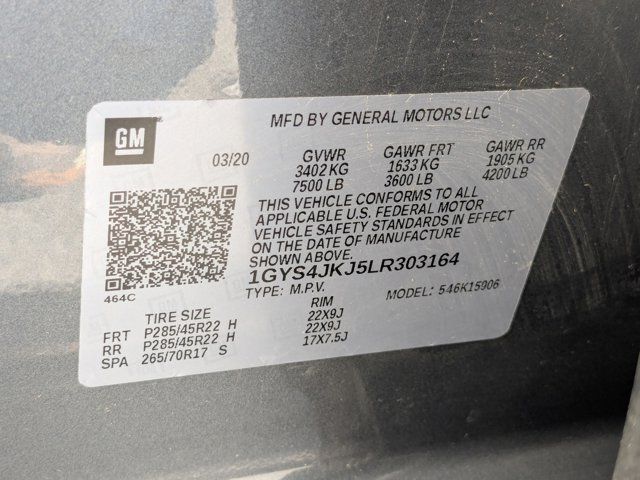 GM
MFD BY GENERAL MOTORS LLC
03/20
GVWR GAWR FRT GAWR RR
3402 KG 1633 KG 1905 KG
7500 LB 3600 LB 4200 LB
THIS VEHICLE CONFORMS TO ALL
APPLICABLE U.S. FEDERAL MOTOR
VEHICLE SAFETY STANDARDS IN EFFECT
ON THE DATE OF MANUFACTURE
SHOWN ABOVE.
1GYS4JKJ5LR303164
TYPE: M.P.V. MODEL: 546K15906
464C
TIRE SIZE RIM
FRT P285/45R22 H 22X9J
RR P285/45R22 H 22X9J
SPA 265/70R17 S 17X7.5J